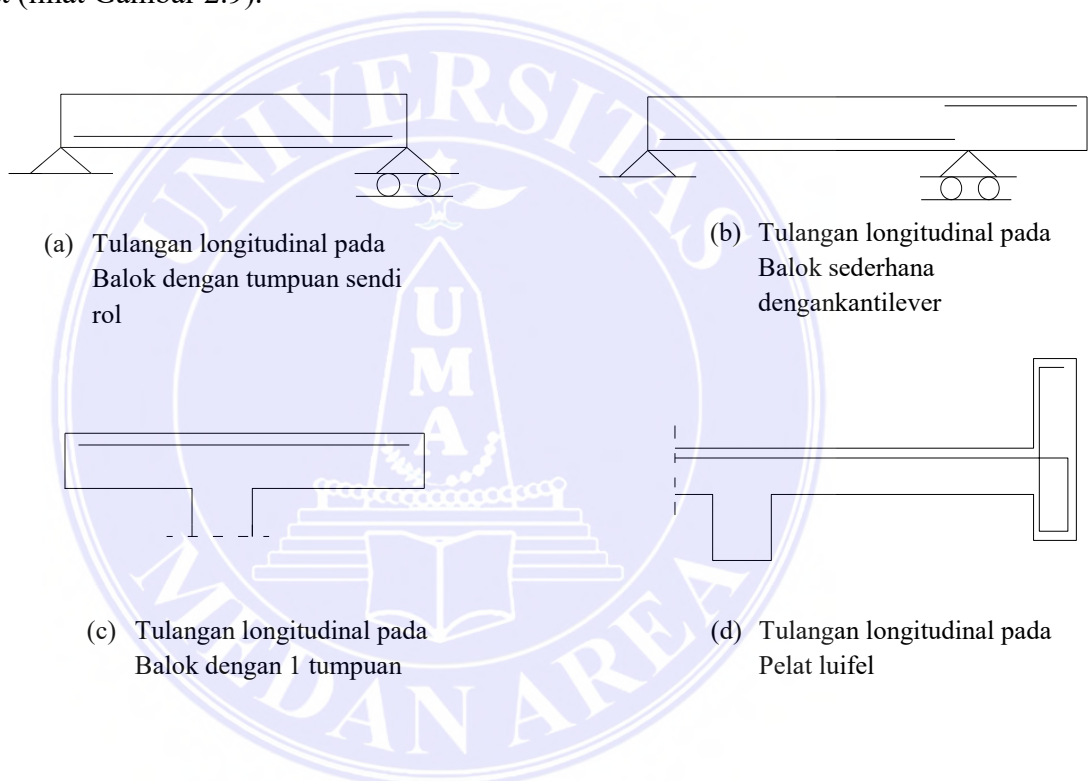 (lihat Gambar 2.9).
UNIVERSITAS
(a) Tulangan longitudinal pada
Balok dengan tumpuan sendi
rol
(b) Tulangan longitudinal pada
Balok sederhana
dengankantilever
U
M
A
(c) Tulangan longitudinal pada
Balok dengan 1 tumpuan
(d) Tulangan longitudinal pada
Pelat luifel
MEDAN AREA